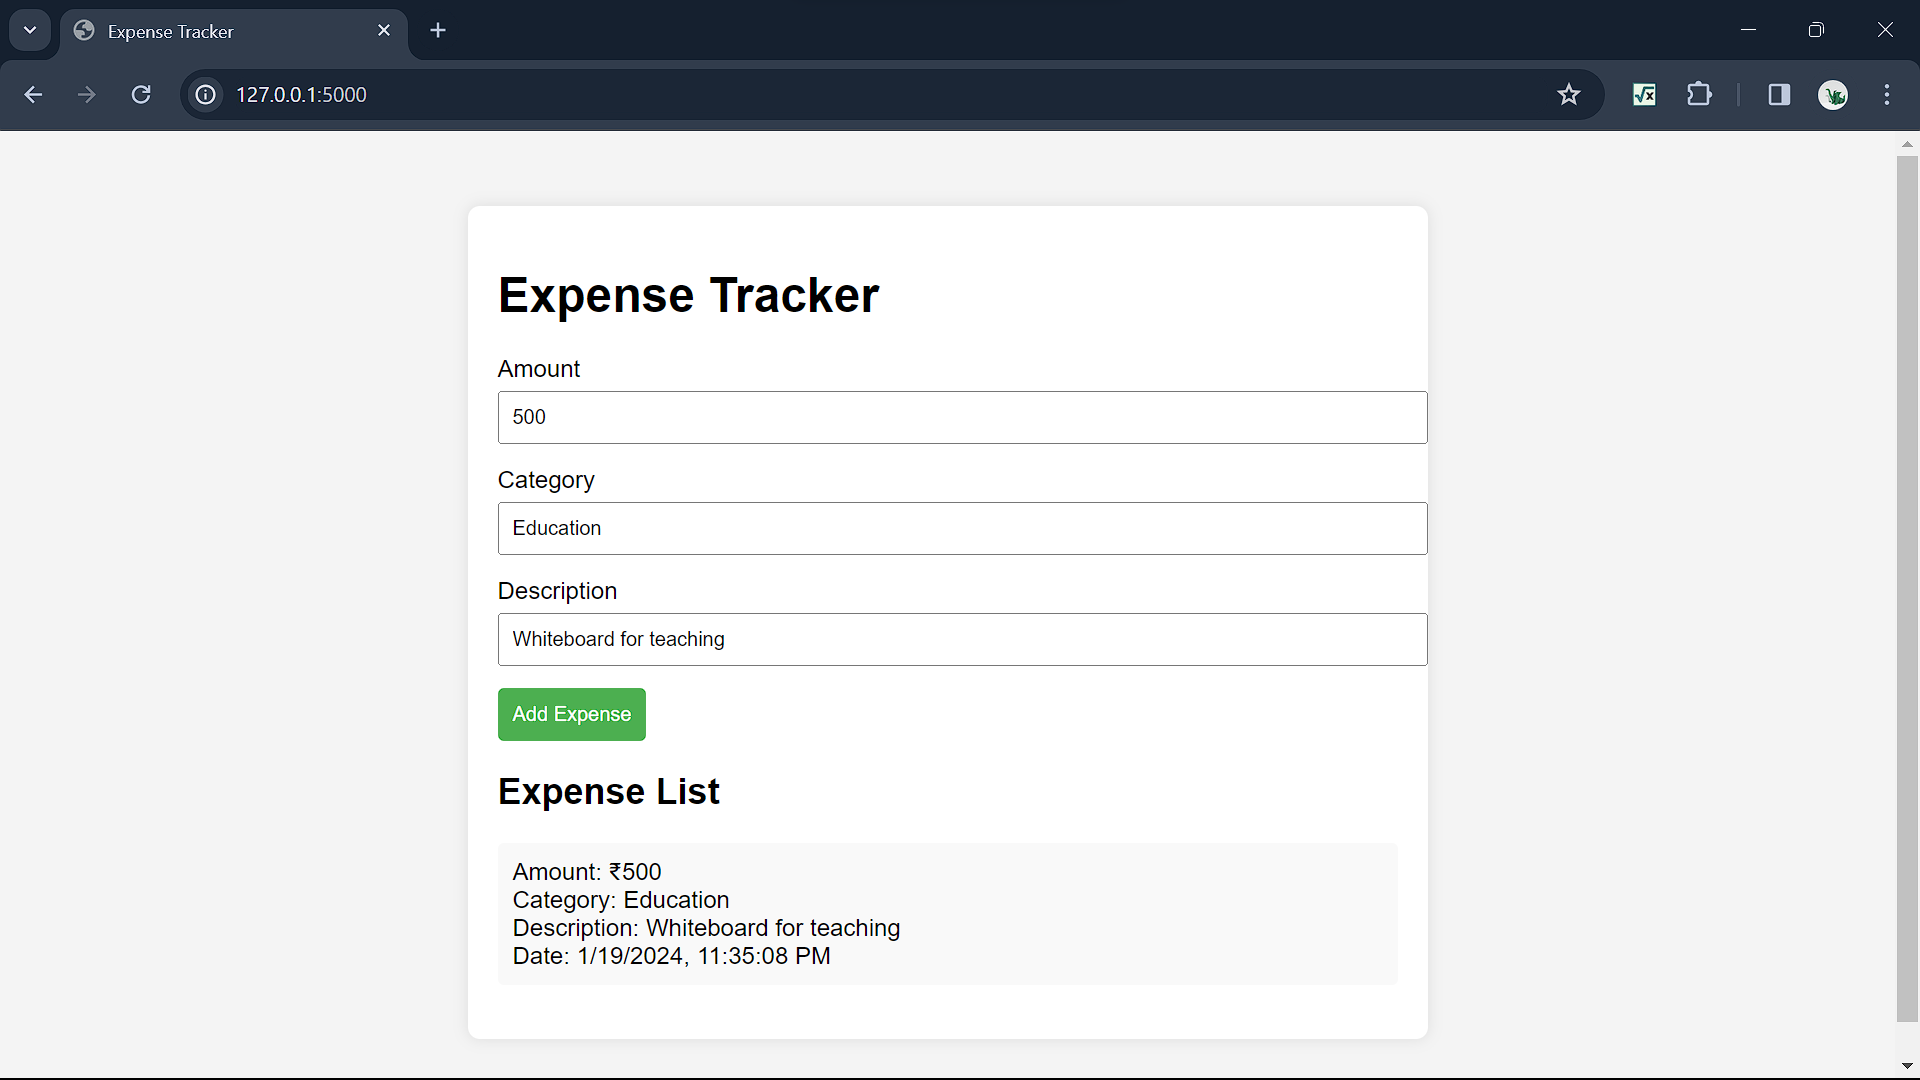 Expense Tracker
127.0.0.1:5000
√x
Expense Tracker
Amount
500
Category
Education
Description
Whiteboard for teaching
Add Expense
Expense List
Amount: ₹500
Category: Education
Description: Whiteboard for teaching
Date: 1/19/2024, 11:35:08 PM